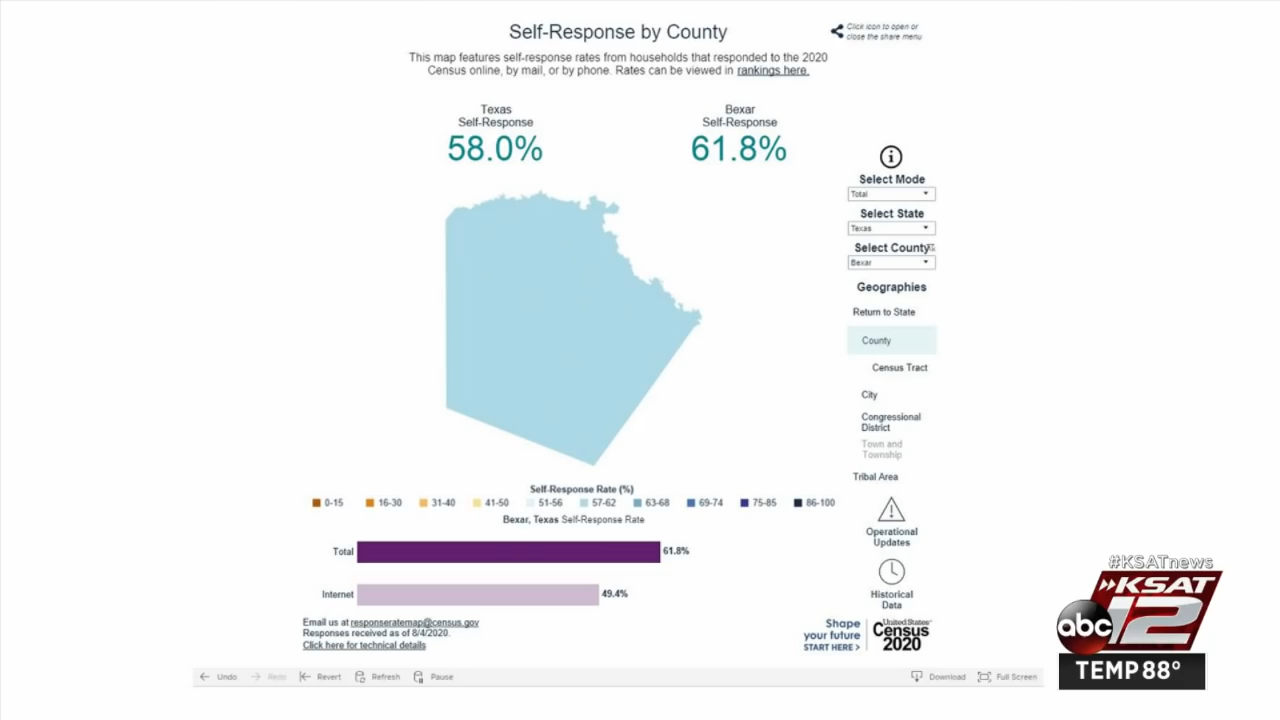 Self-Response by County
Click icon to open or
close the share menu
This map features self-response rates from households that responded to the 2020
Census online, by mail, or by phone. Rates can be viewed in rankings here.
Texas
Self-Response
58.0%
Bexar
Self-Response
61.8%
Select Mode
Total
Select State
Texas
Select County
Bexar
Geographies
Return to State
County
Census Tract
City
Congressional
District
Town and
Township
Tribal Area
Operational
Updates
Historical
Data
Self-Response Rate (%)
0-15 16-30 31-40 41-50 51-56 57-62 63-68 69-74 75-85 86-100
Bexar, Texas Self-Response Rate
Total 61.8%
Internet 49.4%
Email us at responseratemap@census.gov
Responses received as of 8/4/2020.
Click here for technical details
Shape
your future
START HERE >
United States®
Census
2020
Undo Redo Revert Refresh Pause Download Full Screen
#KSATnews
KSAT
abc 12
TEMP 88°